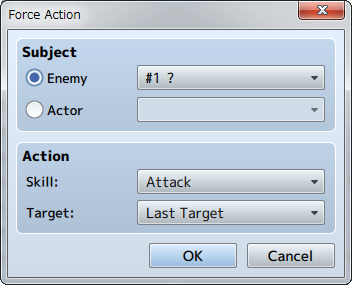 Force Action
Subject
Enemy #1 ?
Actor
Action
Skill: Attack
Target: Last Target
OK Cancel